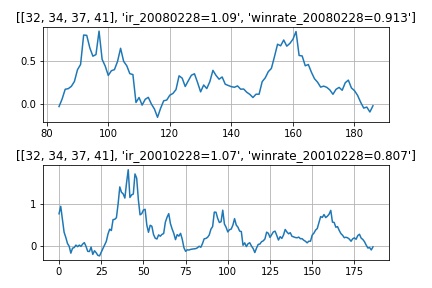 [[32, 34, 37, 41], 'ir_20080228=1.09', 'winrate_20080228=0.913']
0.5
0.0
80 100 120 140 160 180
[[32, 34, 37, 41], 'ir_20010228=1.07', 'winrate_20010228=0.807']
1
0
0 25 50 75 100 125 150 175